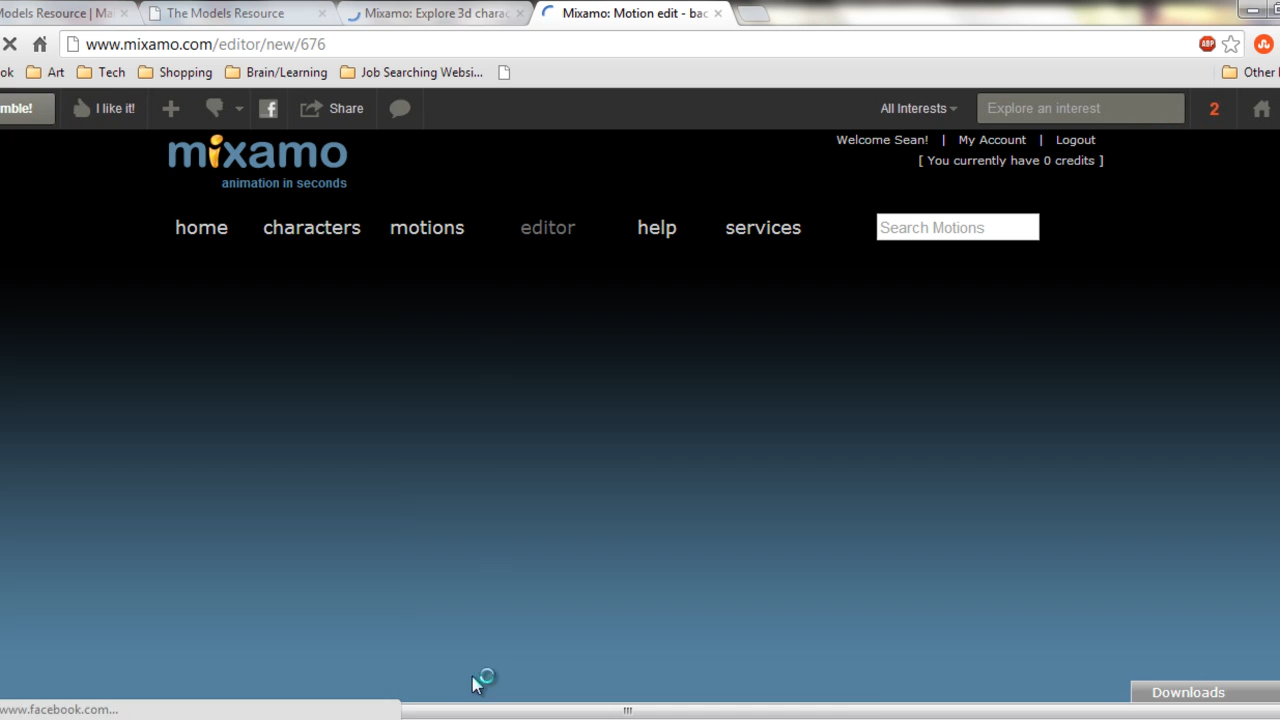 Models Resource | Ma
The Models Resource
Mixamo: Explore 3d charac
Mixamo: Motion edit - bac
www.mixamo.com/editor/new/676
ABP
ok
Art
Tech
Shopping
Brain/Learning
Job Searching Websi...
Other
mble!
I like it!
Share
All Interests
Explore an interest
2
mixamo
animation in seconds
Welcome Sean! | My Account | Logout
[ You currently have 0 credits ]
home characters motions editor help services
Search Motions
Downloads
www.facebook.com...